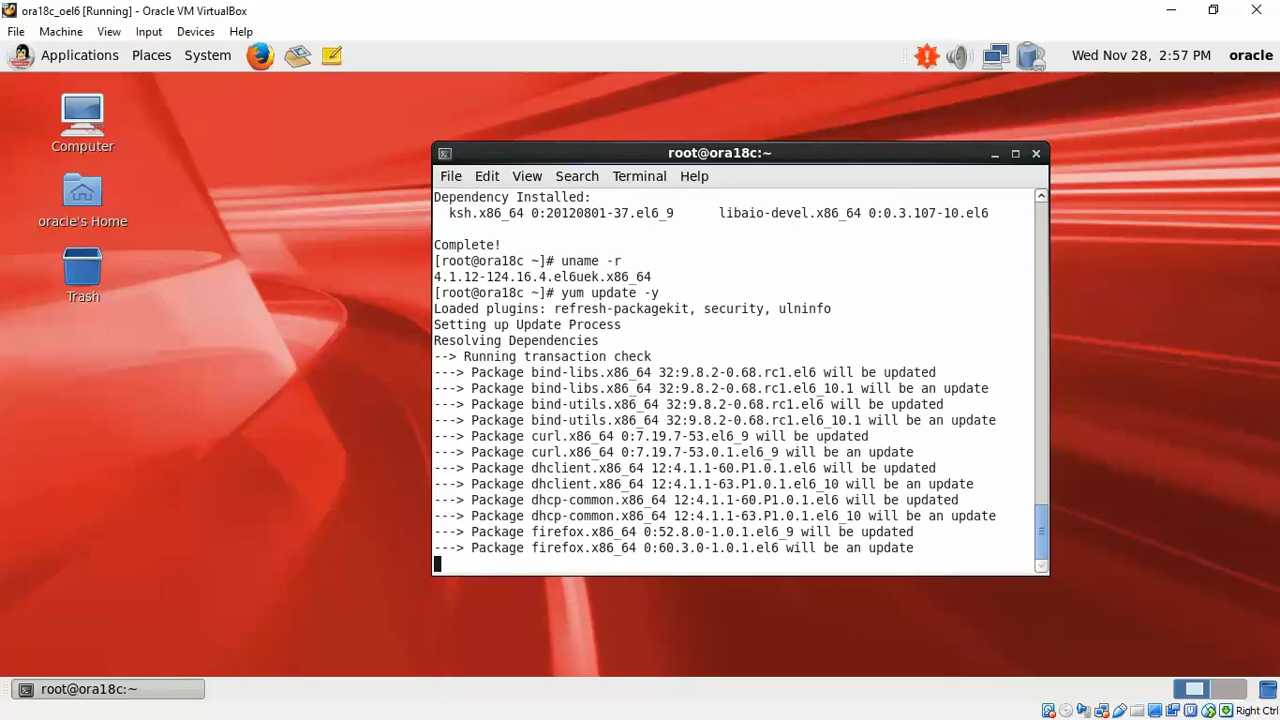 ora18c_oel6 [Running] - Oracle VM VirtualBox
File Machine View Input Devices Help
Applications Places System Wed Nov 28, 2:57 PM oracle
Computer
oracle's Home
Trash
root@ora18c:~
File Edit View Search Terminal Help
Dependency Installed:
ksh.x86_64 0:20120801-37.el6_9 libaio-devel.x86_64 0:0.3.107-10.el6
Complete!
[root@ora18c ~]# uname -r
4.1.12-124.16.4.el6uek.x86_64
[root@ora18c ~]# yum update -y
Loaded plugins: refresh-packagekit, security, ulninfo
Setting up Update Process
Resolving Dependencies
--> Running transaction check
---> Package bind-libs.x86_64 32:9.8.2-0.68.rc1.el6 will be updated
---> Package bind-libs.x86_64 32:9.8.2-0.68.rc1.el6_10.1 will be an update
---> Package bind-utils.x86_64 32:9.8.2-0.68.rc1.el6 will be updated
---> Package bind-utils.x86_64 32:9.8.2-0.68.rc1.el6_10.1 will be an update
---> Package curl.x86_64 0:7.19.7-53.el6_9 will be updated
---> Package curl.x86_64 0:7.19.7-53.0.1.el6_9 will be an update
---> Package dhclient.x86_64 12:4.1.1-60.P1.0.1.el6 will be updated
---> Package dhclient.x86_64 12:4.1.1-63.P1.0.1.el6_10 will be an update
---> Package dhcp-common.x86_64 12:4.1.1-60.P1.0.1.el6 will be updated
---> Package dhcp-common.x86_64 12:4.1.1-63.P1.0.1.el6_10 will be an update
---> Package firefox.x86_64 0:52.8.0-1.0.1.el6_9 will be updated
---> Package firefox.x86_64 0:60.3.0-1.0.1.el6 will be an update
root@ora18c:~
Right Ctrl